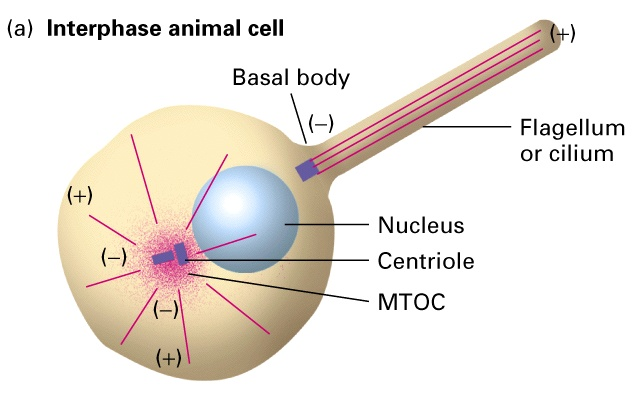 (a) Interphase animal cell
(+)
Basal body
(–)
Flagellum
or cilium
(+)
Nucleus
(–)
Centriole
MTOC
(–)
(+)